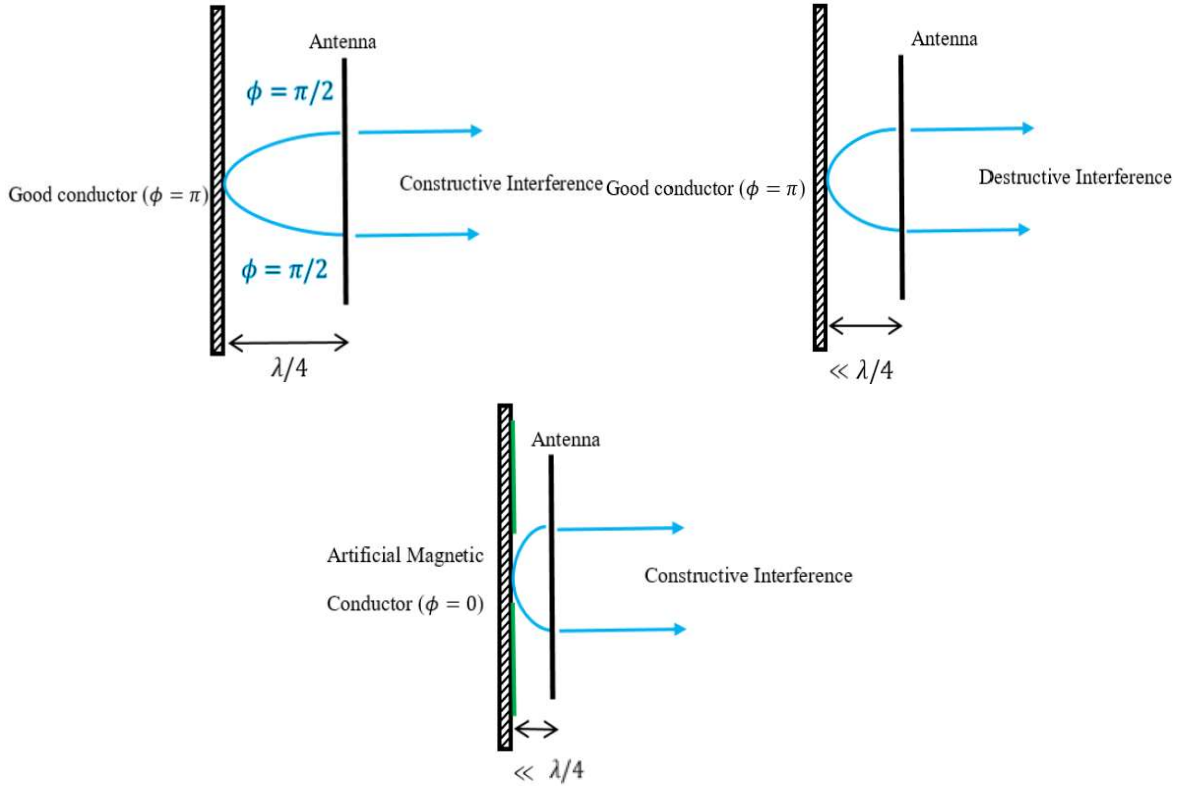 Antenna
ϕ = π/2
Good conductor (ϕ = π)
Constructive Interference
ϕ = π/2
λ/4
Antenna
Good conductor (ϕ = π)
Destructive Interference
≪ λ/4
Antenna
Artificial Magnetic
Conductor (ϕ = 0)
Constructive Interference
≪ λ/4